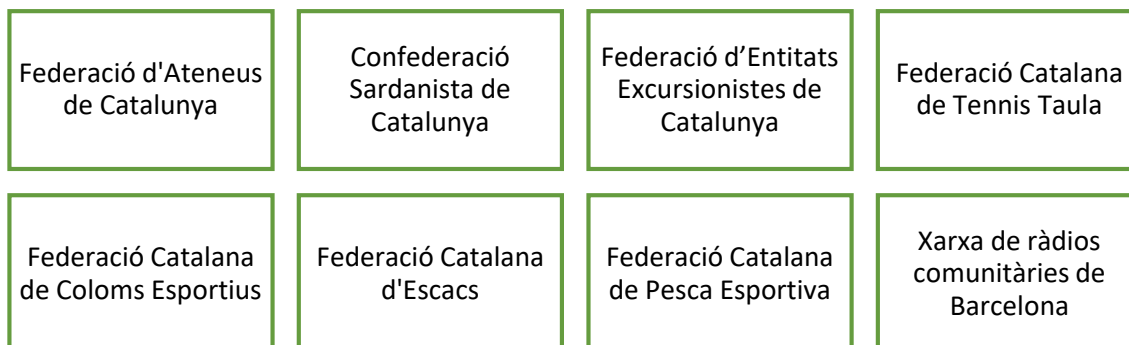 Federació d'Ateneus
de Catalunya
Confederació
Sardanista de
Catalunya
Federació d’Entitats
Excursionistes de
Catalunya
Federació Catalana
de Tennis Taula
Federació Catalana
de Coloms Esportius
Federació Catalana
d'Escacs
Federació Catalana
de Pesca Esportiva
Xarxa de ràdios
comunitàries de
Barcelona